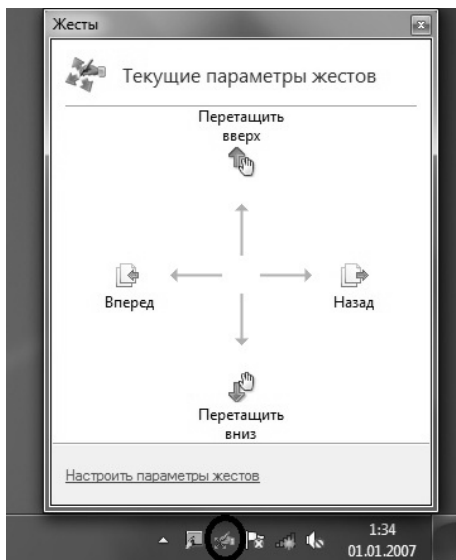 Жесты
Текущие параметры жестов
Перетащить
вверх
Вперед
Назад
Перетащить
вниз
Настроить параметры жестов
1:34
01.01.2007